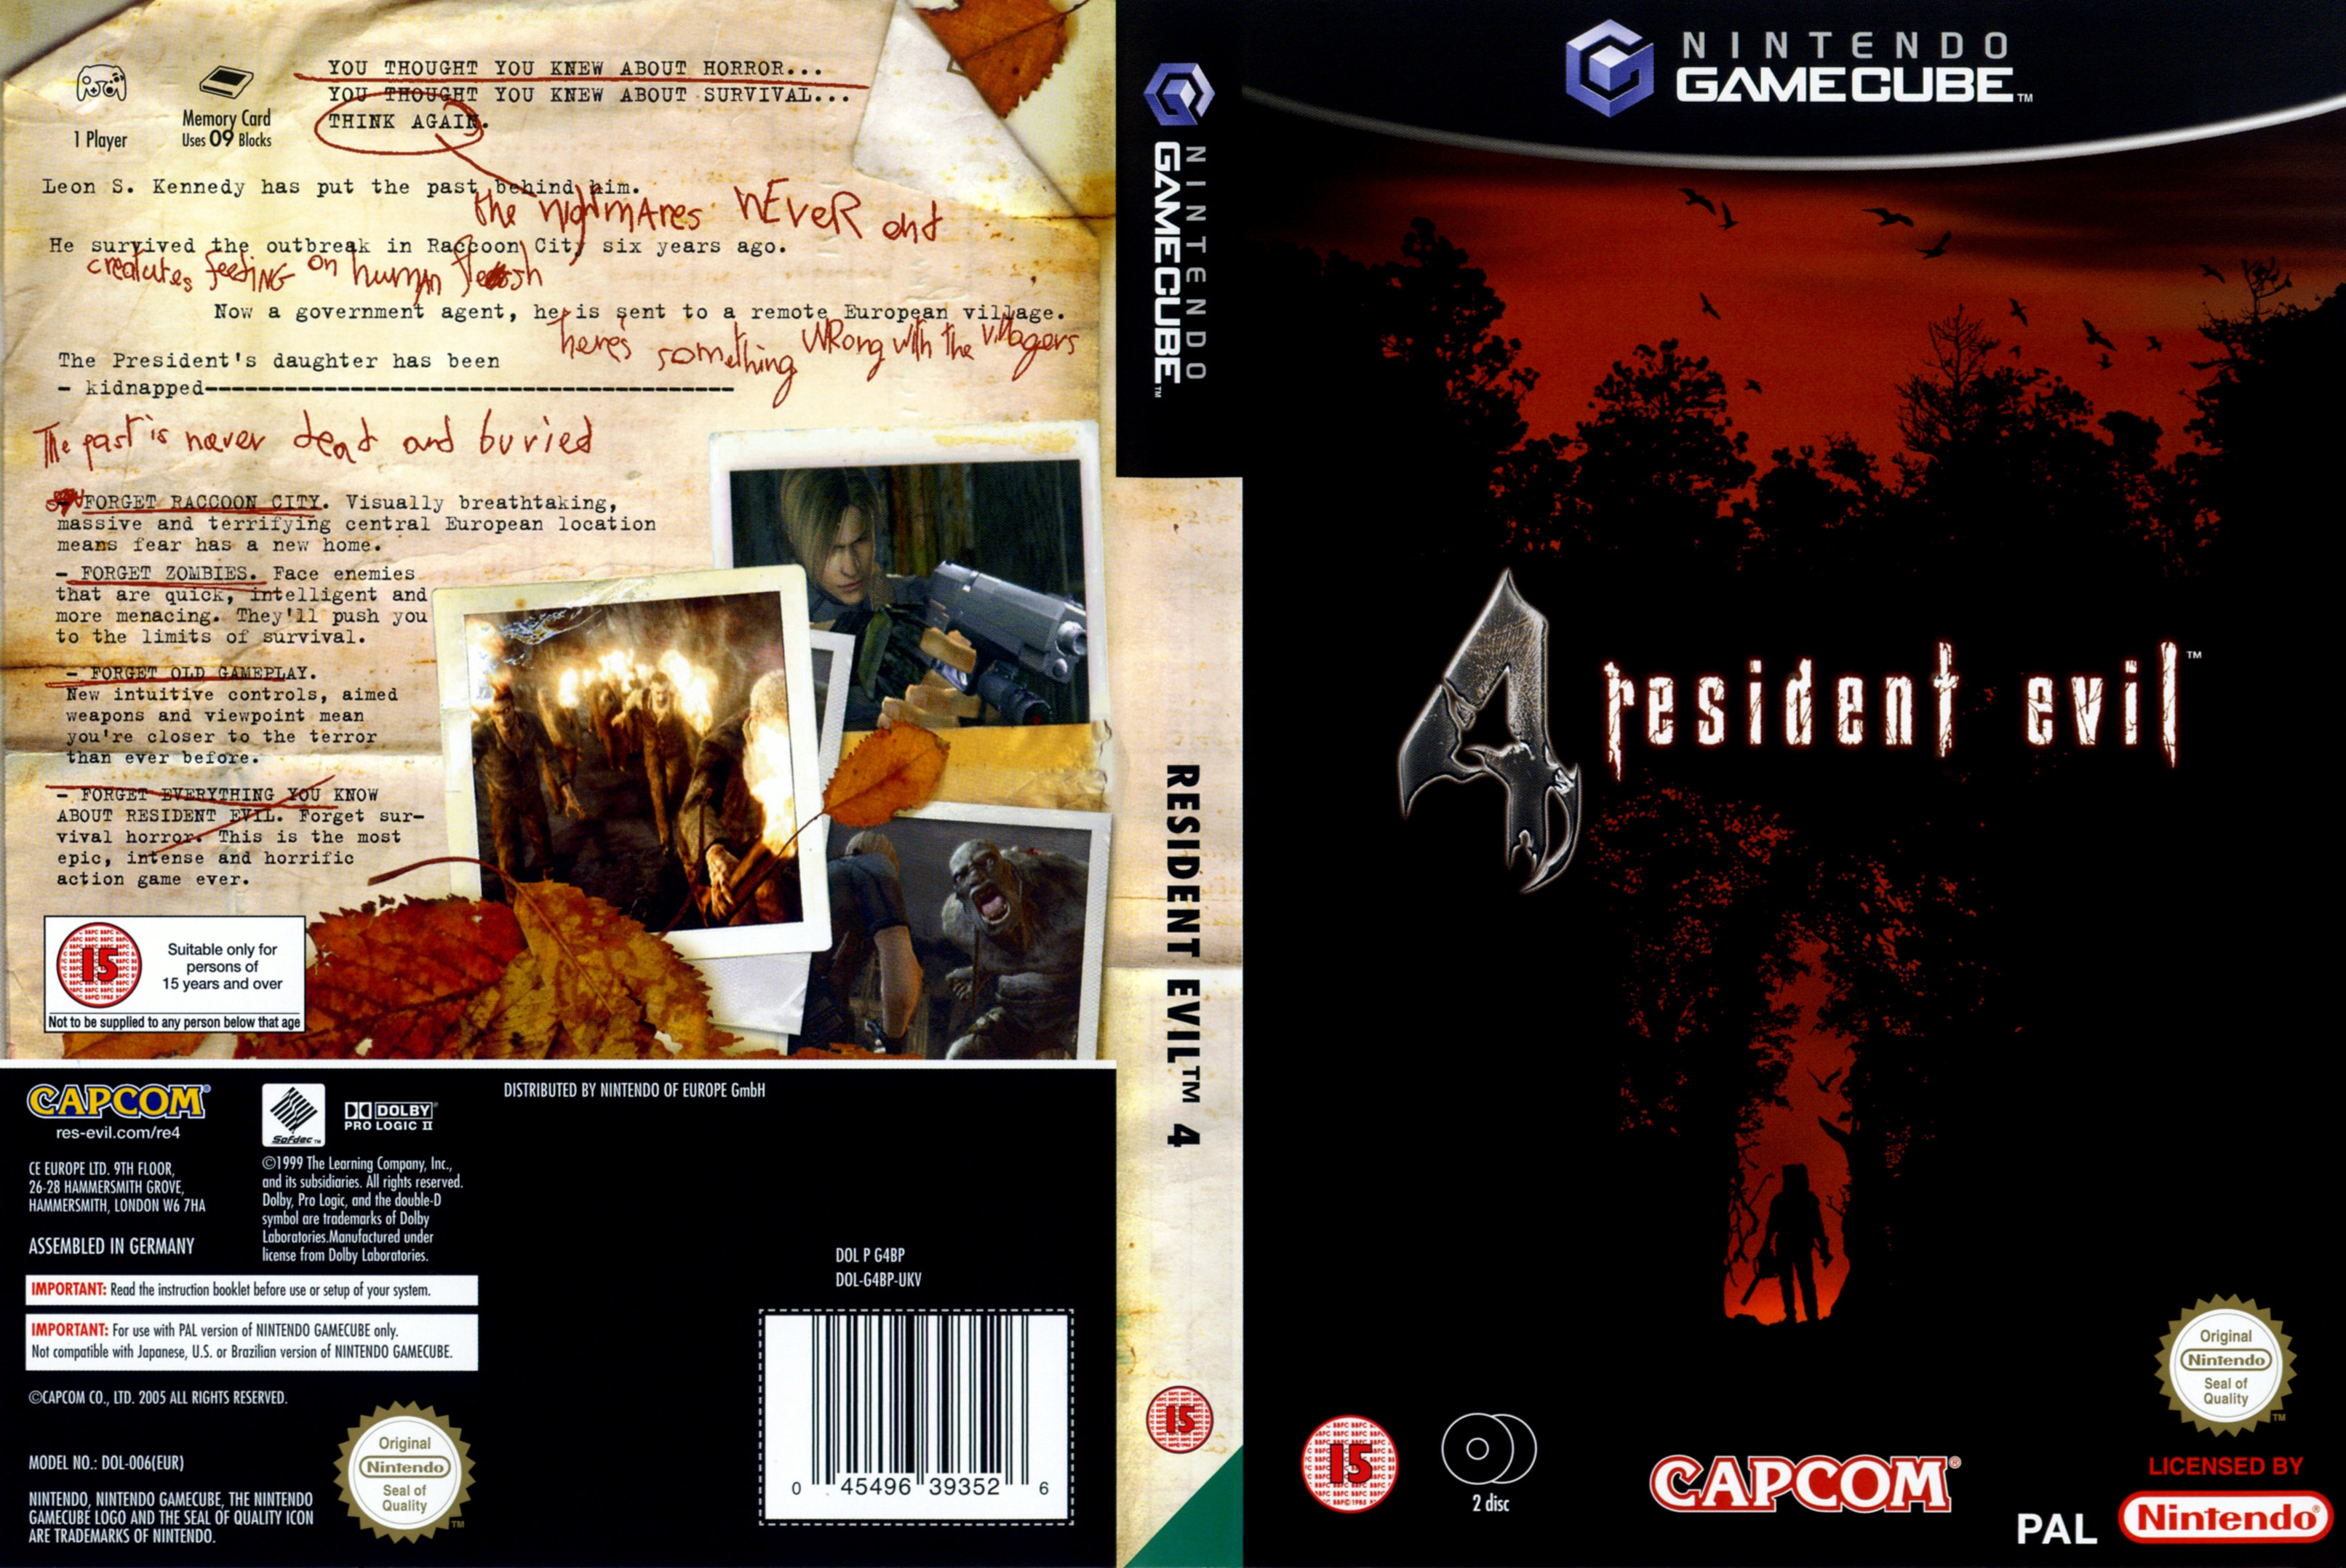 1 Player
Memory Card
Uses 09 Blocks
YOU THOUGHT YOU KNEW ABOUT HORROR...
YOU THOUGHT YOU KNEW ABOUT SURVIVAL...
THINK AGAIN.
Leon S. Kennedy has put the past behind him.
the nightmares NEVER end
He survived the outbreak in Raccoon City six years ago.
creatures feeding on human flesh
Now a government agent, he is sent to a remote European village.
there's something wrong with the villagers
The President's daughter has been
- kidnapped-
The past is never dead and buried
- FORGET RACCOON CITY. Visually breathtaking,
massive and terrifying central European location
means fear has a new home.
- FORGET ZOMBIES. Face enemies
that are quick, intelligent and
more menacing. They'll push you
to the limits of survival.
- FORGET OLD GAMEPLAY.
New intuitive controls, aimed
weapons and viewpoint mean
you're closer to the terror
than ever before.
- FORGET EVERYTHING YOU KNOW
ABOUT RESIDENT EVIL. Forget sur-
vival horror. This is the most
epic, intense and horrific
action game ever.
15
Suitable only for
persons of
15 years and over
Not to be supplied to any person below that age
CAPCOM®
res-evil.com/re4
CE EUROPE LTD. 9TH FLOOR,
26-28 HAMMERSMITH GROVE,
HAMMERSMITH, LONDON W6 7HA
ASSEMBLED IN GERMANY
Sofdec™
DOLBY®
PRO LOGIC II
©1999 The Learning Company, Inc.,
and its subsidiaries. All rights reserved.
Dolby, Pro Logic, and the double-D
symbol are trademarks of Dolby
Laboratories.Manufactured under
license from Dolby Laboratories.
DISTRIBUTED BY NINTENDO OF EUROPE GmbH
IMPORTANT: Read the instruction booklet before use or setup of your system.
IMPORTANT: For use with PAL version of NINTENDO GAMECUBE only.
Not compatible with Japanese, U.S. or Brazilian version of NINTENDO GAMECUBE.
©CAPCOM CO., LTD. 2005 ALL RIGHTS RESERVED.
MODEL NO.: DOL-006(EUR)
NINTENDO, NINTENDO GAMECUBE, THE NINTENDO
GAMECUBE LOGO AND THE SEAL OF QUALITY ICON
ARE TRADEMARKS OF NINTENDO.
Original
Nintendo
Seal of
Quality
™
DOL P G4BP
DOL-G4BP-UKV
0 45496 39352 6
NINTENDO
GAMECUBE™
RESIDENT EVIL™ 4
15
NINTENDO
GAMECUBE™
4 resident evil™
15
2 disc
CAPCOM®
Original
Nintendo
Seal of
Quality
™
LICENSED BY
PAL
Nintendo®